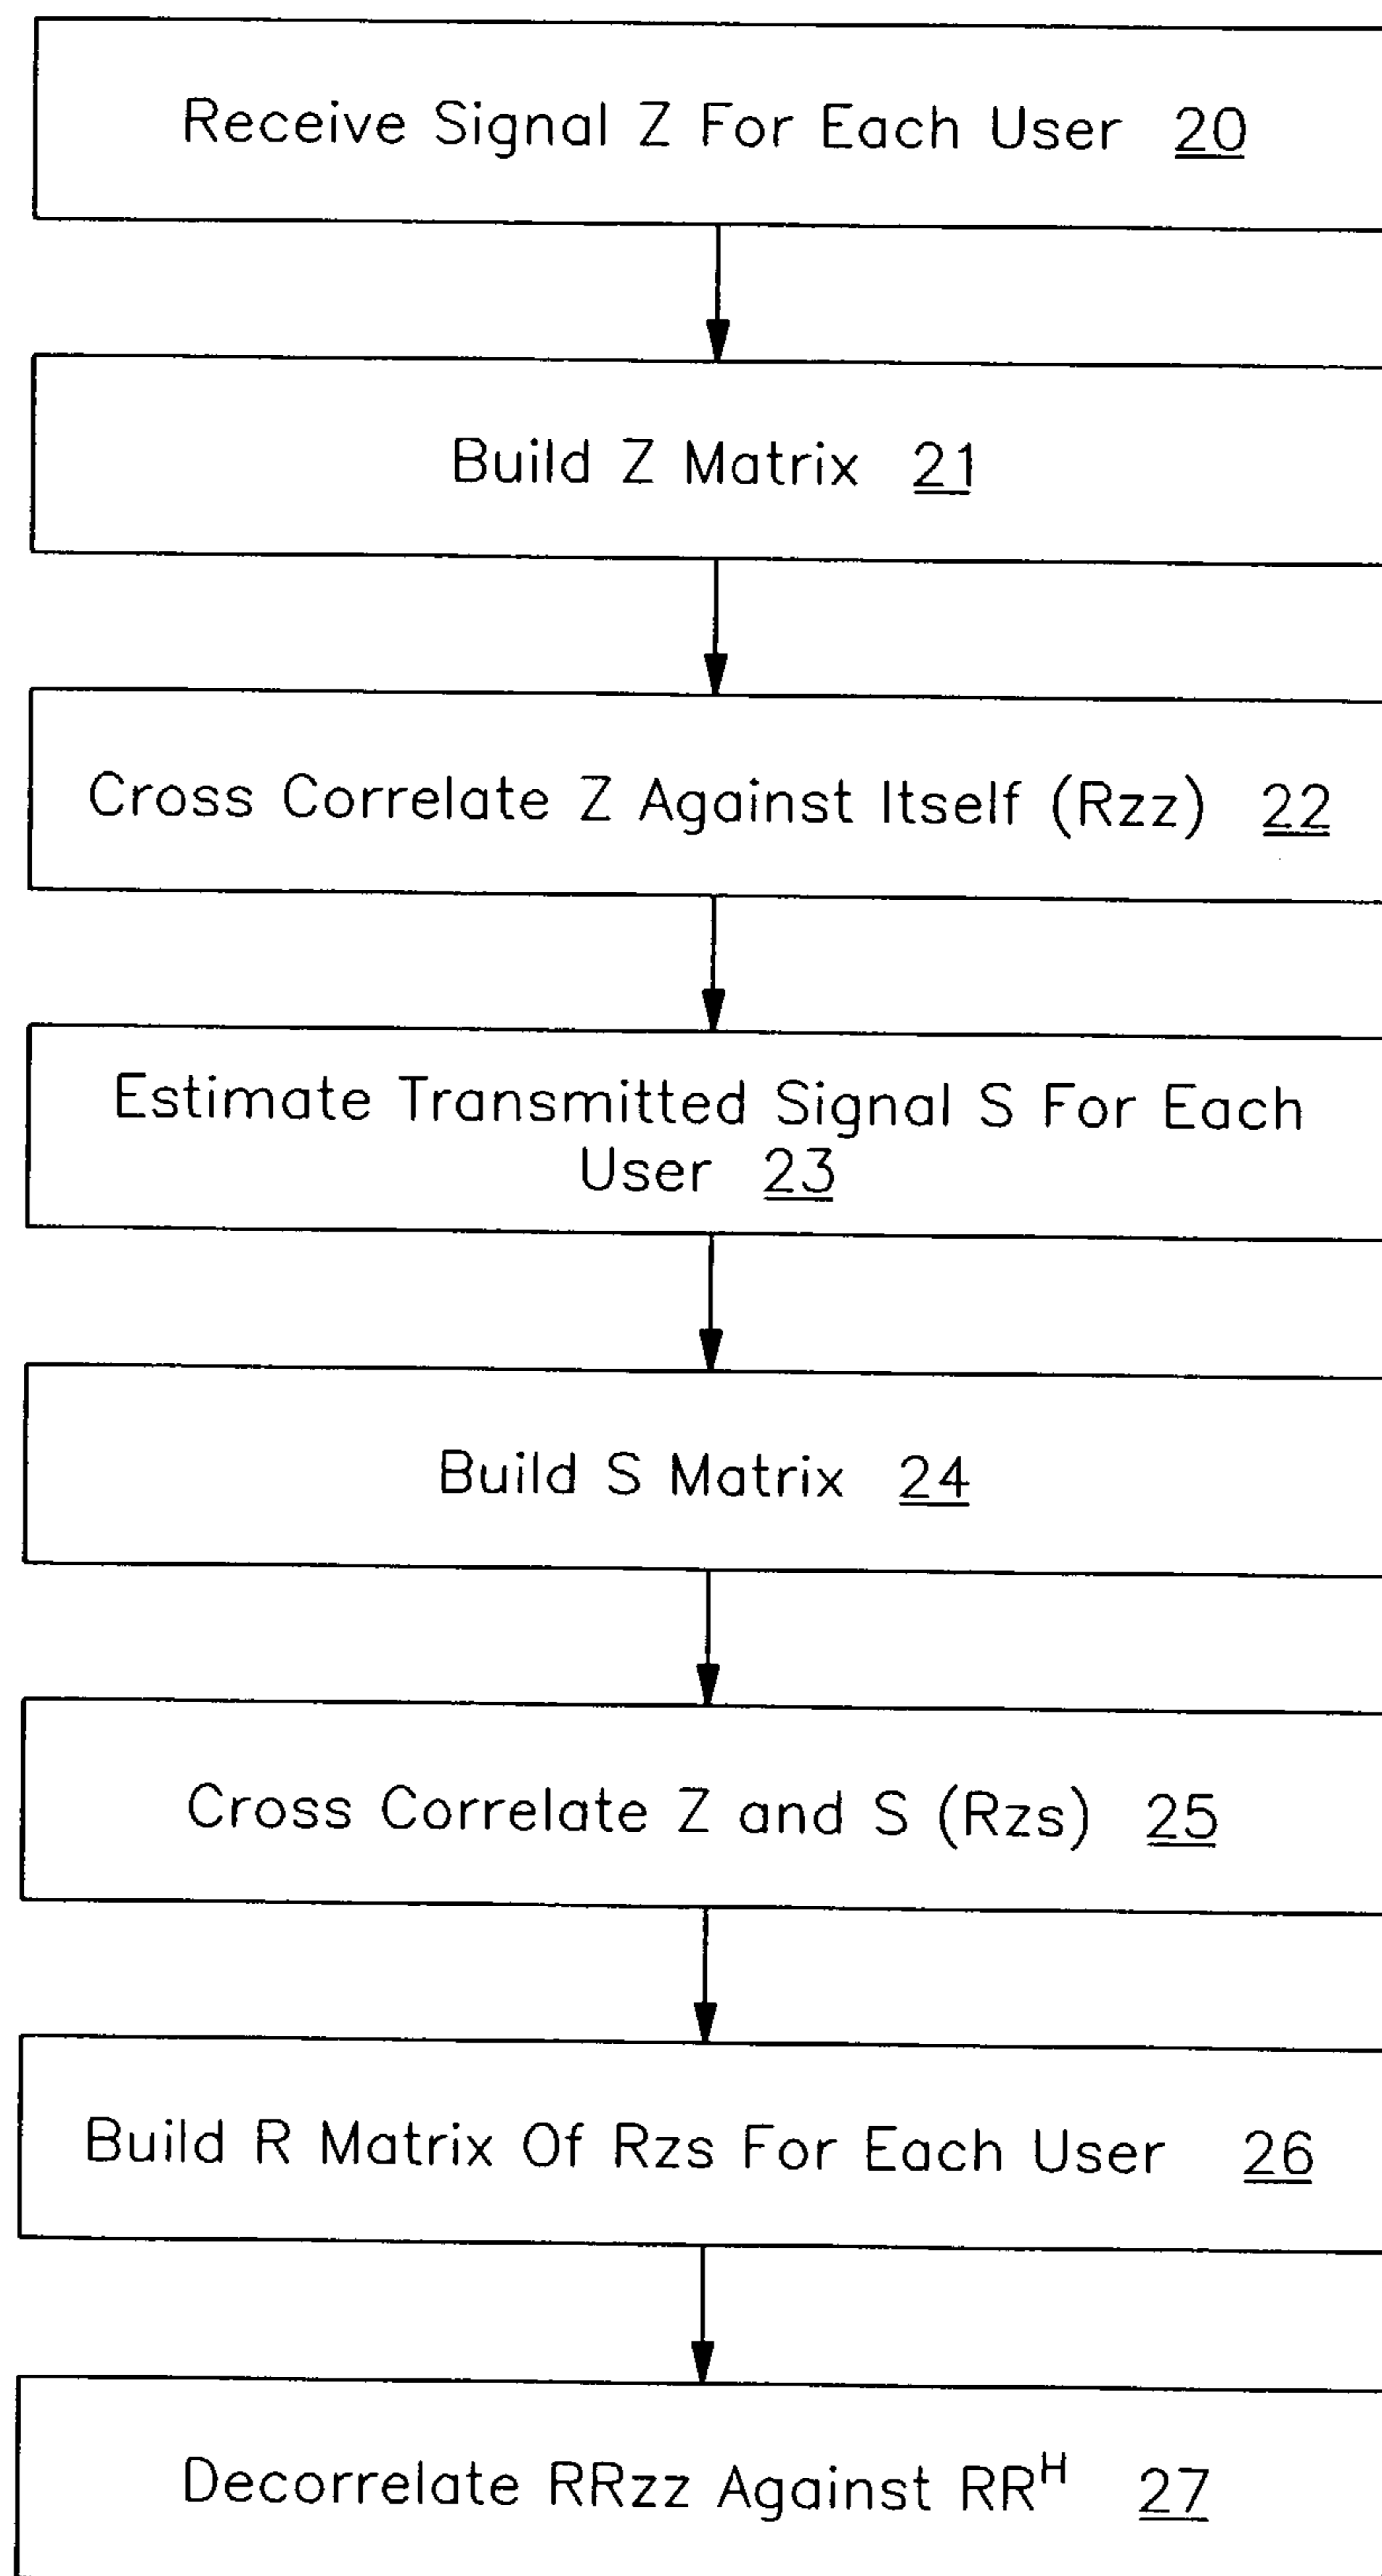 Receive Signal Z For Each User 20
Build Z Matrix 21
Cross Correlate Z Against Itself (Rzz) 22
Estimate Transmitted Signal S For Each
User 23
Build S Matrix 24
Cross Correlate Z and S (Rzs) 25
Build R Matrix Of Rzs For Each User 26
Decorrelate RRzz Against RRᴴ 27